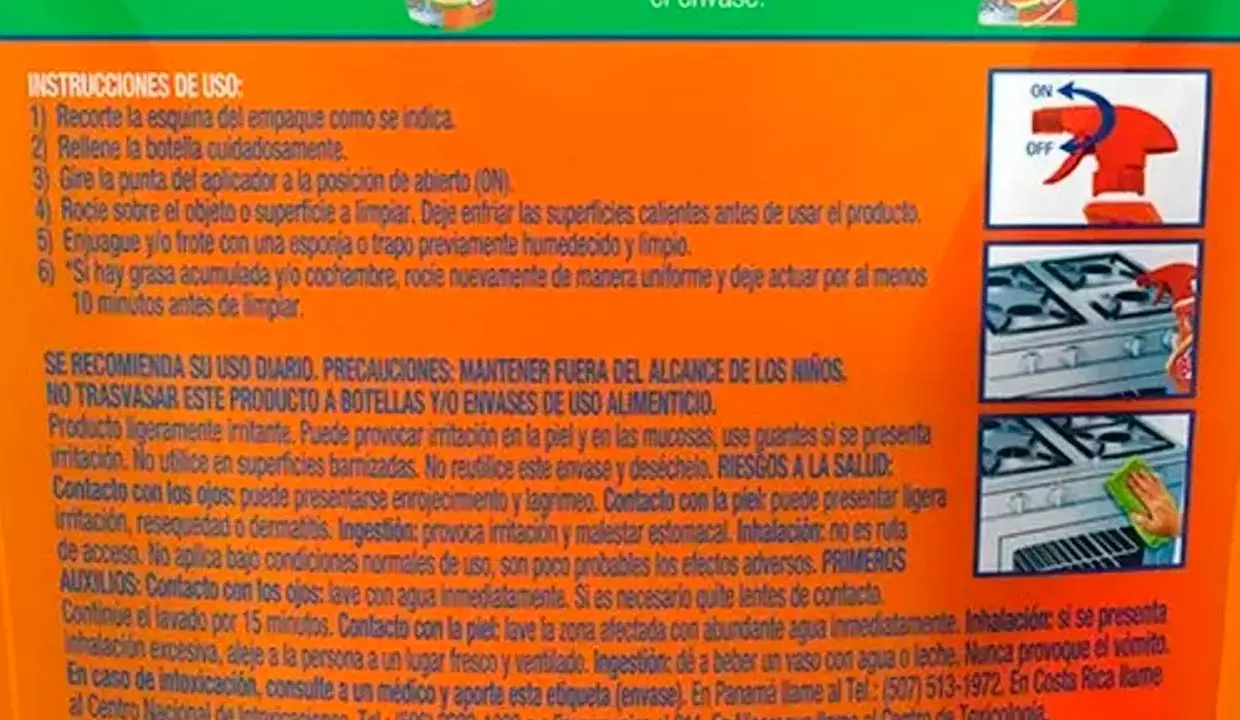 el envase.
INSTRUCCIONES DE USO:
1) Recorte la esquina del empaque como se indica.
2) Rellene la botella cuidadosamente.
3) Gire la punta del aplicador a la posición de abierto (ON).
4) Rocíe sobre el objeto o superficie a limpiar. Deje enfriar las superficies calientes antes de usar el producto.
5) Enjuague y/o frote con una esponja o trapo previamente humedecido y limpio.
6) *Si hay grasa acumulada y/o cochambre, rocíe nuevamente de manera uniforme y deje actuar por al menos
10 minutos antes de limpiar.
ON
OFF
SE RECOMIENDA SU USO DIARIO. PRECAUCIONES: MANTENER FUERA DEL ALCANCE DE LOS NIÑOS.
NO TRASVASAR ESTE PRODUCTO A BOTELLAS Y/O ENVASES DE USO ALIMENTICIO.
Producto ligeramente irritante. Puede provocar irritación en la piel y en las mucosas, use guantes si se presenta
irritación. No utilice en superficies barnizadas. No reutilice este envase y deséchelo. RIESGOS A LA SALUD:
Contacto con los ojos: puede presentarse enrojecimiento y lagrimeo. Contacto con la piel: puede presentar ligera
irritación, resequedad o dermatitis. Ingestión: provoca irritación y malestar estomacal. Inhalación: no es ruta
de acceso. No aplica bajo condiciones normales de uso, son poco probables los efectos adversos. PRIMEROS
AUXILIOS: Contacto con los ojos: lave con agua inmediatamente. Si es necesario quite lentes de contacto.
Continúe el lavado por 15 minutos. Contacto con la piel: lave la zona afectada con abundante agua inmediatamente. Inhalación: si se presenta
inhalación excesiva, aleje a la persona a un lugar fresco y ventilado. Ingestión: dé a beber un vaso con agua o leche. Nunca provoque el vómito.
En caso de intoxicación, consulte a un médico y aporte esta etiqueta (envase). En Panamá llame al Tel.: (507) 513-1972. En Costa Rica llame
al Centro Nacional de Intoxicaciones. Tel.: al Centro de Toxicología.